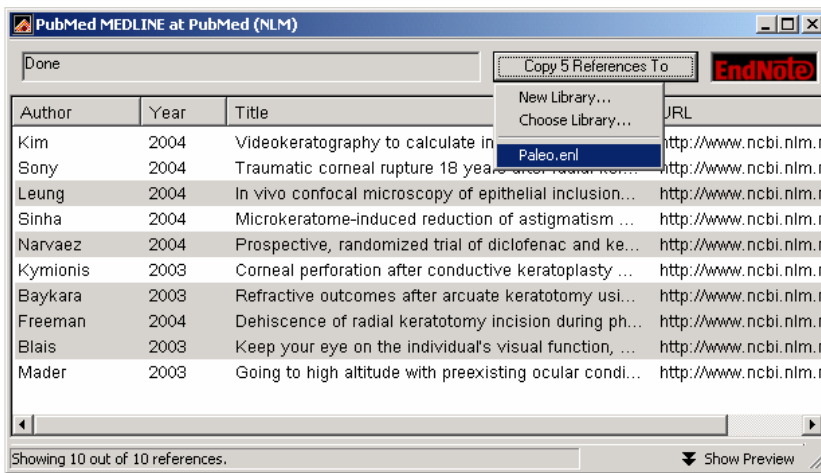 PubMed MEDLINE at PubMed (NLM)
Done
Copy 5 References To
EndNote
New Library...
Choose Library...
Paleo.enl
Author Year Title URL
Kim 2004 Videokeratography to calculate in http://www.ncbi.nlm.r
Sony 2004 Traumatic corneal rupture 18 years after radial ker... http://www.ncbi.nlm.r
Leung 2004 In vivo confocal microscopy of epithelial inclusion... http://www.ncbi.nlm.r
Sinha 2004 Microkeratome-induced reduction of astigmatism ... http://www.ncbi.nlm.r
Narvaez 2004 Prospective, randomized trial of diclofenac and ke... http://www.ncbi.nlm.r
Kymionis 2003 Corneal perforation after conductive keratoplasty ... http://www.ncbi.nlm.r
Baykara 2003 Refractive outcomes after arcuate keratotomy usi... http://www.ncbi.nlm.r
Freeman 2004 Dehiscence of radial keratotomy incision during ph... http://www.ncbi.nlm.r
Blais 2003 Keep your eye on the individual's visual function, ... http://www.ncbi.nlm.r
Mader 2003 Going to high altitude with preexisting ocular condi... http://www.ncbi.nlm.r
Showing 10 out of 10 references.
Show Preview